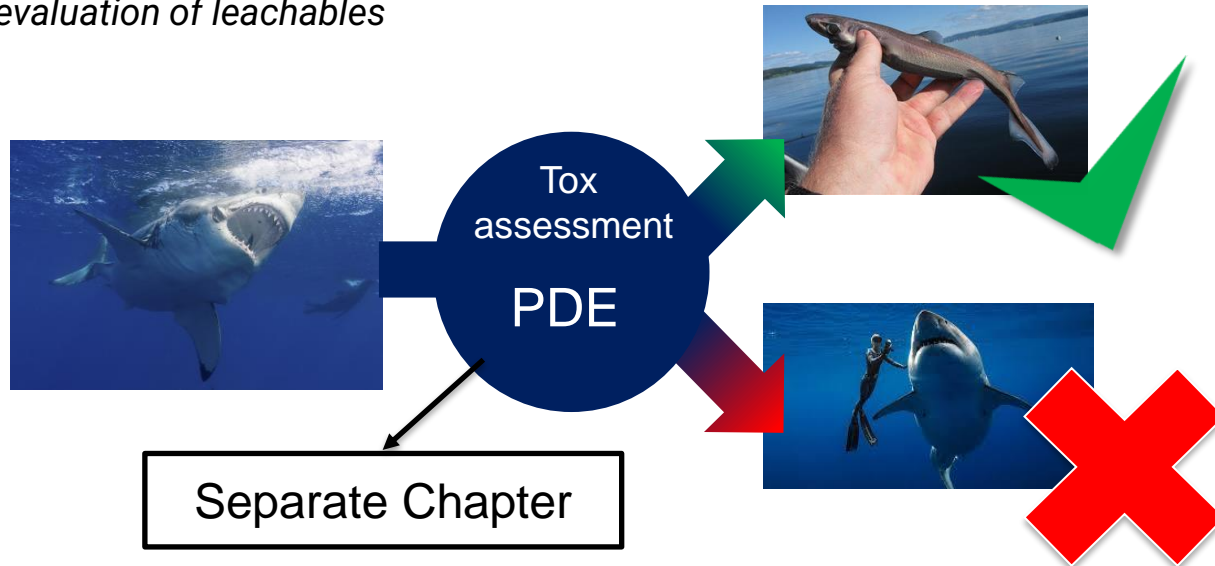 evaluation of leachables
Tox
assessment
PDE
Separate Chapter